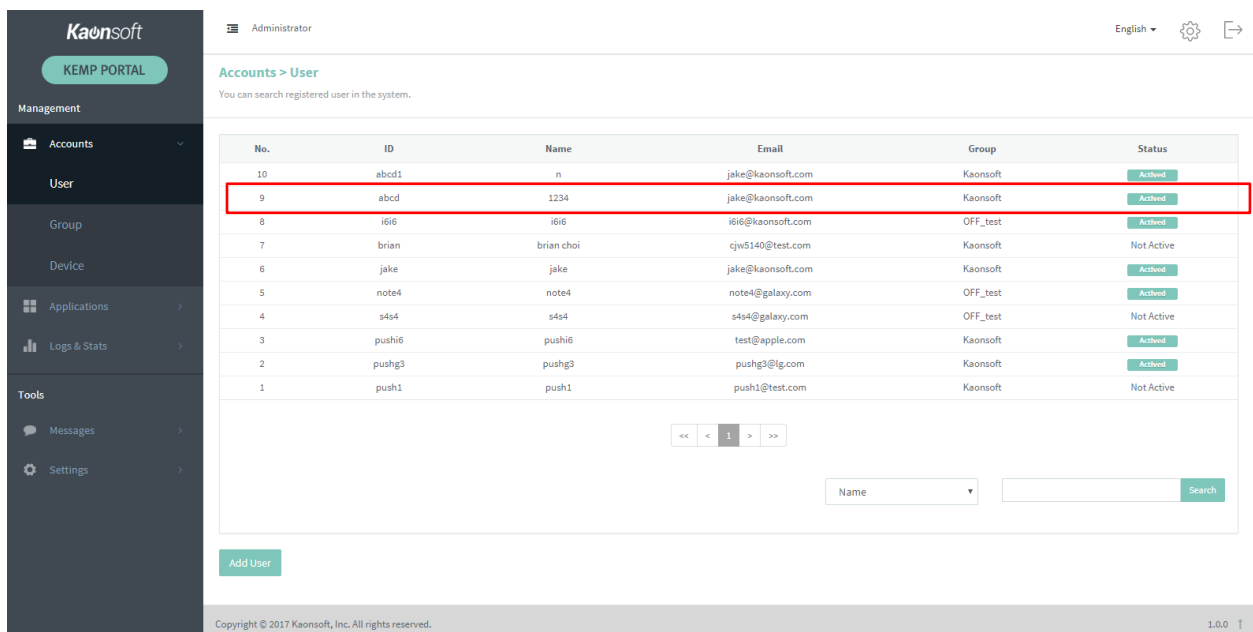 Kaonsoft
Administrator
English
KEMP PORTAL
Accounts > User
You can search registered user in the system.
Management
Accounts
User
Group
Device
Applications
Logs & Stats
Tools
Messages
Settings
No. ID Name Email Group Status
10 abcd1 n jake@kaonsoft.com Kaonsoft Actived
9 abcd 1234 jake@kaonsoft.com Kaonsoft Actived
8 i6i6 i6i6 i6i6@kaonsoft.com OFF_test Actived
7 brian brian choi cjw5140@test.com Kaonsoft Not Active
6 jake jake jake@kaonsoft.com Kaonsoft Actived
5 note4 note4 note4@galaxy.com OFF_test Actived
4 s4s4 s4s4 s4s4@galaxy.com OFF_test Not Active
3 pushi6 pushi6 test@apple.com Kaonsoft Actived
2 pushg3 pushg3 pushg3@lg.com Kaonsoft Actived
1 push1 push1 push1@test.com Kaonsoft Not Active
<< < 1 > >>
Name Search
Add User
Copyright © 2017 Kaonsoft, Inc. All rights reserved. 1.0.0